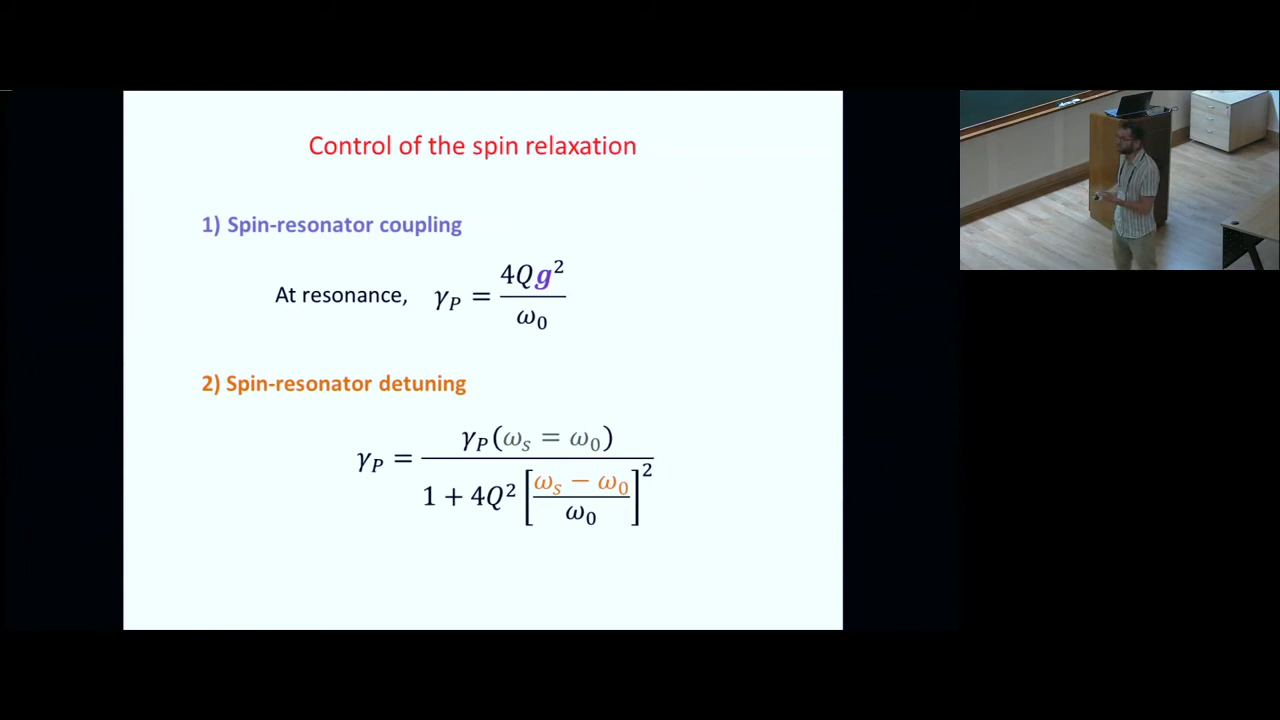 Control of the spin relaxation
1) Spin-resonator coupling
At resonance, γ_P = 4Qg² / ω₀
2) Spin-resonator detuning
γ_P = γ_P(ω_s = ω₀) / 1 + 4Q² [ω_s − ω₀ / ω₀]²